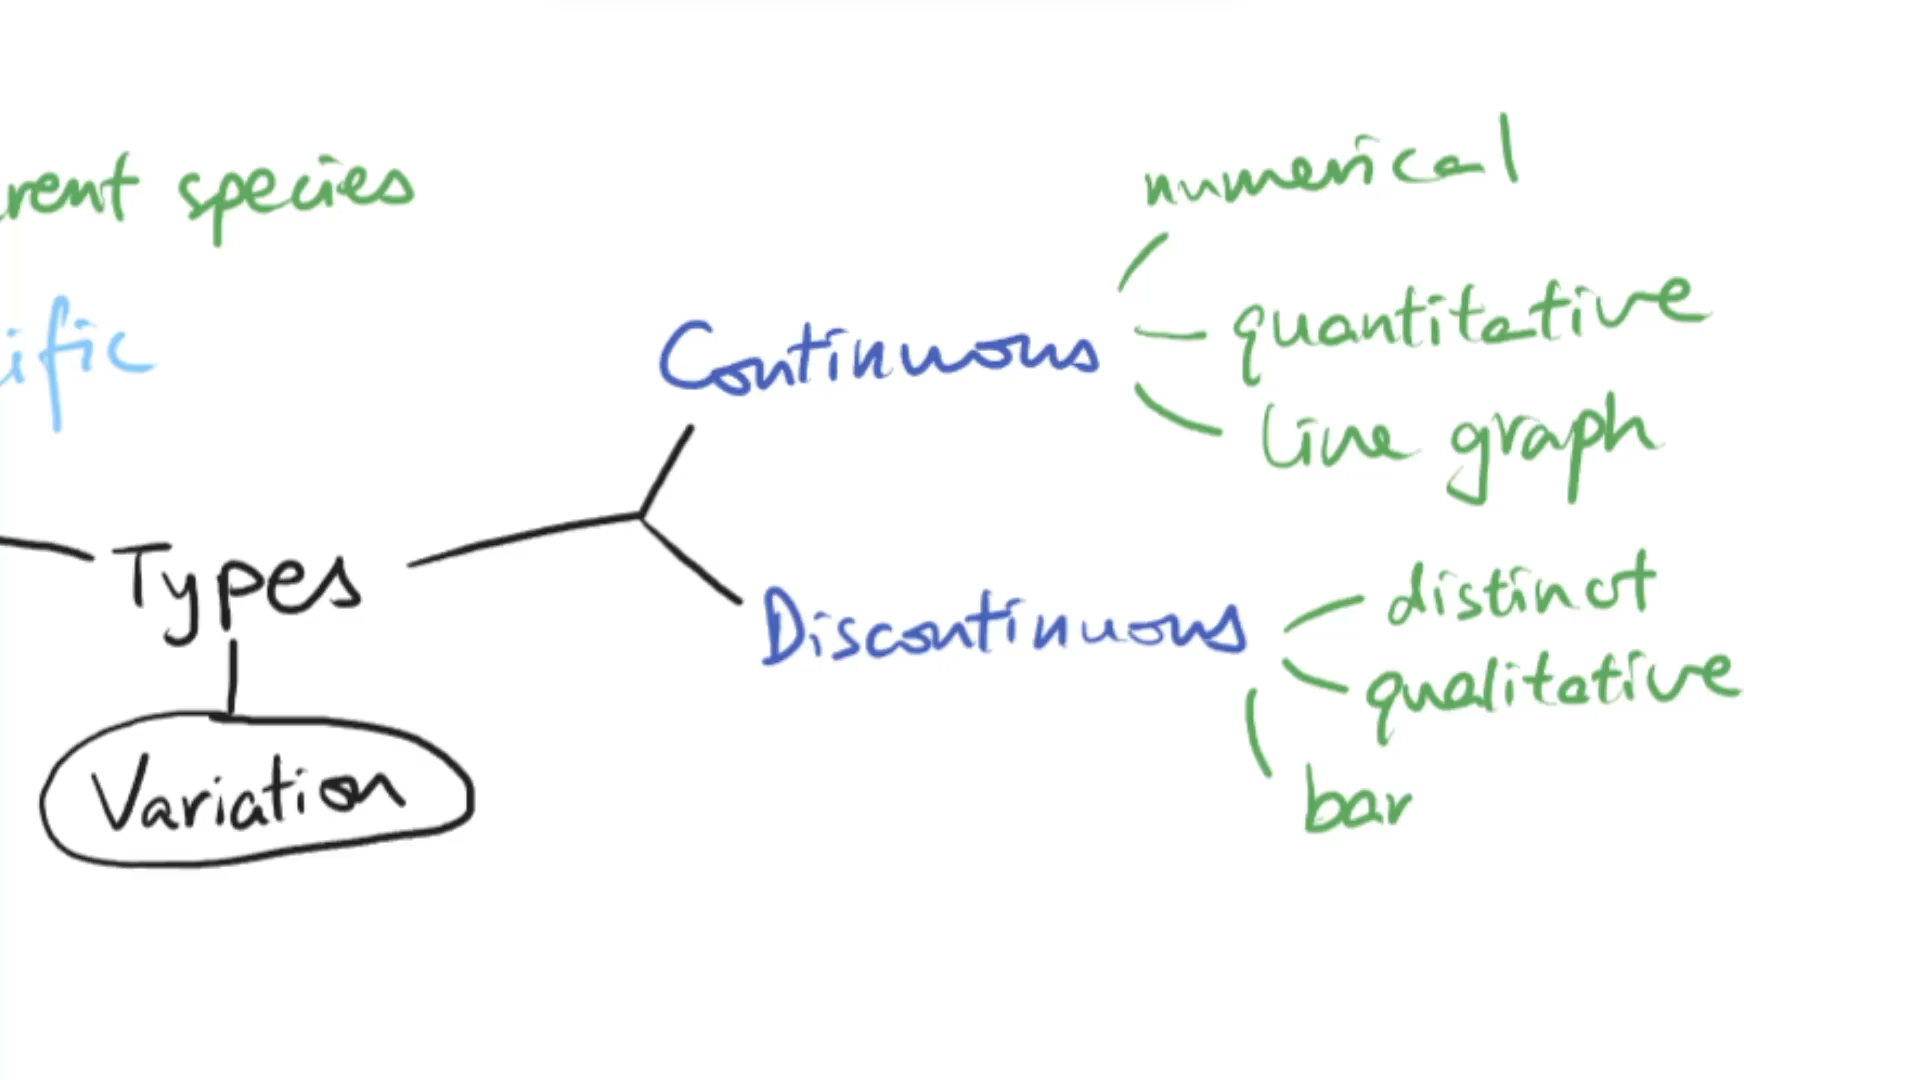 rent species
ific
Types
Variation
Continuous
numerical
quantitative
line graph
Discontinuous
distinct
qualitative
bar